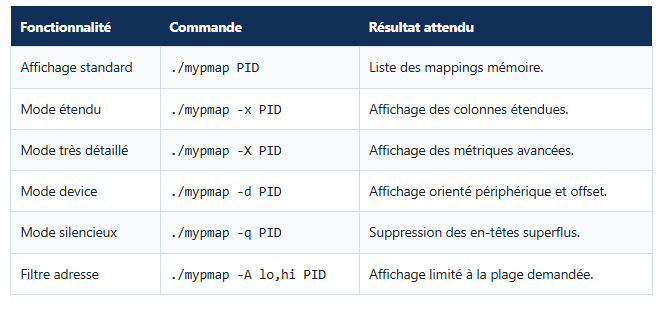 Fonctionnalité Commande Résultat attendu
Affichage standard ./mypmap PID Liste des mappings mémoire.
Mode étendu ./mypmap -x PID Affichage des colonnes étendues.
Mode très détaillé ./mypmap -X PID Affichage des métriques avancées.
Mode device ./mypmap -d PID Affichage orienté périphérique et offset.
Mode silencieux ./mypmap -q PID Suppression des en-têtes superflus.
Filtre adresse ./mypmap -A lo,hi PID Affichage limité à la plage demandée.